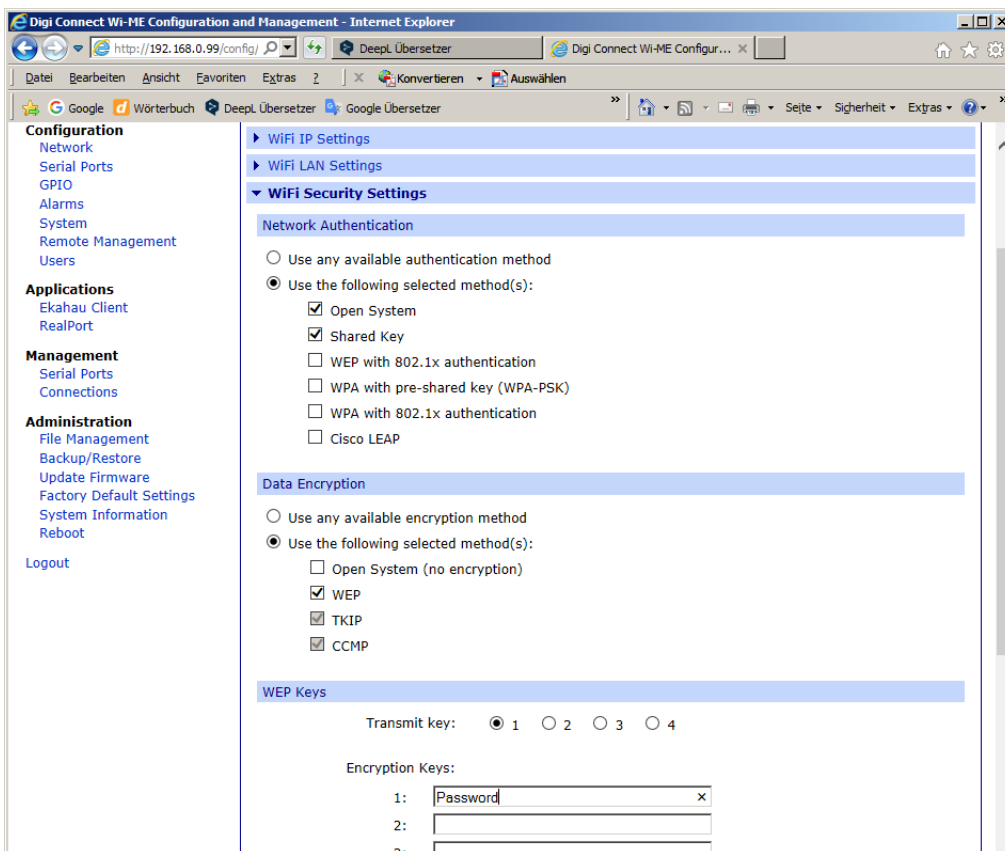 Digi Connect Wi-ME Configuration and Management - Internet Explorer
http://192.168.0.99/config/
DeepL Übersetzer
Digi Connect Wi-ME Configur...
Datei Bearbeiten Ansicht Favoriten Extras ?
Konvertieren Auswählen
Google Wörterbuch DeepL Übersetzer Google Übersetzer
Seite Sicherheit Extras
Configuration
Network
Serial Ports
GPIO
Alarms
System
Remote Management
Users
Applications
Ekahau Client
RealPort
Management
Serial Ports
Connections
Administration
File Management
Backup/Restore
Update Firmware
Factory Default Settings
System Information
Reboot
Logout
WiFi IP Settings
WiFi LAN Settings
WiFi Security Settings
Network Authentication
Use any available authentication method
Use the following selected method(s):
Open System
Shared Key
WEP with 802.1x authentication
WPA with pre-shared key (WPA-PSK)
WPA with 802.1x authentication
Cisco LEAP
Data Encryption
Use any available encryption method
Use the following selected method(s):
Open System (no encryption)
WEP
TKIP
CCMP
WEP Keys
Transmit key: 1 2 3 4
Encryption Keys:
1: Password
2: